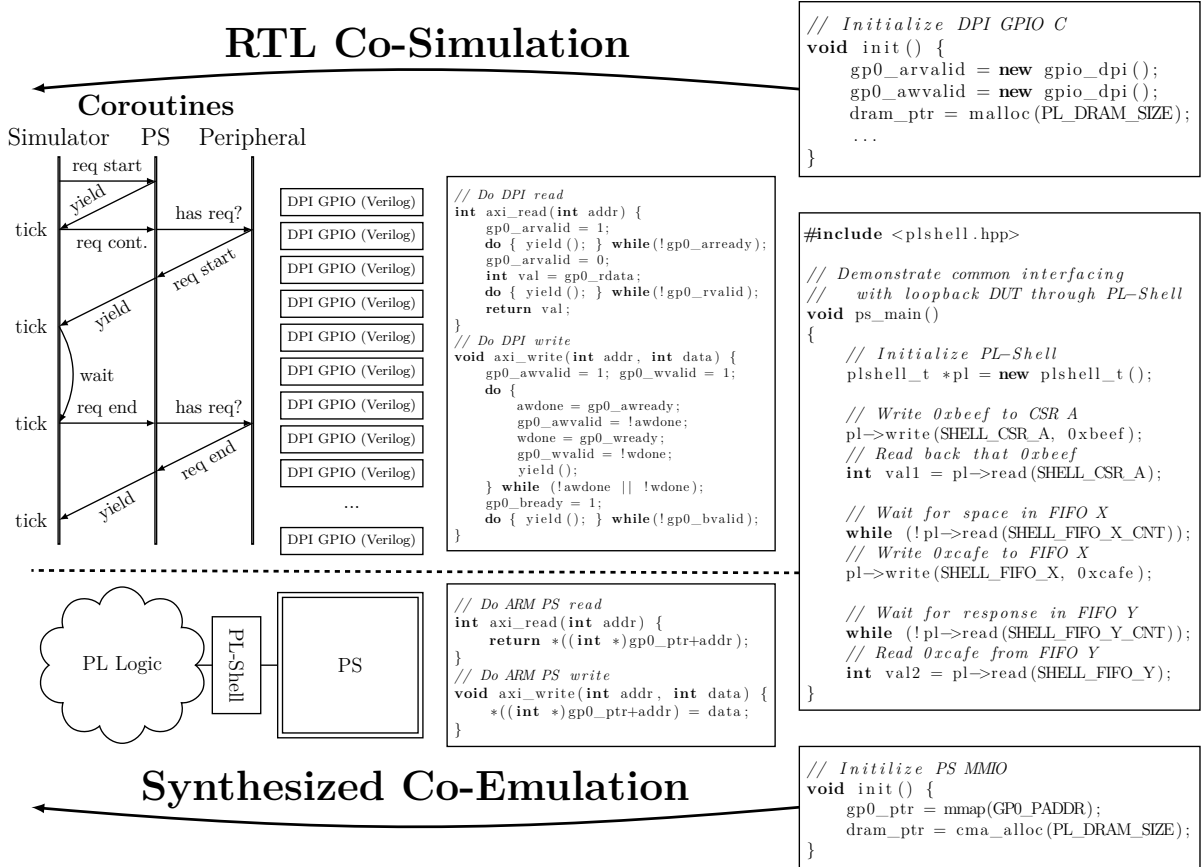 RTL Co-Simulation
Coroutines
Simulator PS Peripheral
req start
yield
tick
has req?
req cont.
req start
yield
tick
wait
req end
has req?
tick
req end
yield
tick
DPI GPIO (Verilog)
DPI GPIO (Verilog)
DPI GPIO (Verilog)
DPI GPIO (Verilog)
DPI GPIO (Verilog)
DPI GPIO (Verilog)
DPI GPIO (Verilog)
DPI GPIO (Verilog)
DPI GPIO (Verilog)
...
DPI GPIO (Verilog)
// Do DPI read
int axi_read(int addr) {
gp0_arvalid = 1;
do { yield(); } while(!gp0_arready);
gp0_arvalid = 0;
int val = gp0_rdata;
do { yield(); } while(!gp0_rvalid);
return val;
}
// Do DPI write
void axi_write(int addr, int data) {
gp0_awvalid = 1; gp0_wvalid = 1;
do {
awdone = gp0_awready;
gp0_awvalid = !awdone;
wdone = gp0_wready;
gp0_wvalid = !wdone;
yield();
} while (!awdone || !wdone);
gp0_bready = 1;
do { yield(); } while(!gp0_bvalid);
}
// Initialize DPI GPIO C
void init() {
gp0_arvalid = new gpio_dpi();
gp0_awvalid = new gpio_dpi();
dram_ptr = malloc(PL_DRAM_SIZE);
...
}
#include <plshell.hpp>
// Demonstrate common interfacing
// with loopback DUT through PL-Shell
void ps_main()
{
// Initialize PL-Shell
plshell_t *pl = new plshell_t();
// Write 0xbeef to CSR A
pl->write(SHELL_CSR_A, 0xbeef);
// Read back that 0xbeef
int val1 = pl->read(SHELL_CSR_A);
// Wait for space in FIFO X
while (!pl->read(SHELL_FIFO_X_CNT));
// Write 0xcafe to FIFO X
pl->write(SHELL_FIFO_X, 0xcafe);
// Wait for response in FIFO Y
while (!pl->read(SHELL_FIFO_Y_CNT));
// Read 0xcafe from FIFO Y
int val2 = pl->read(SHELL_FIFO_Y);
}
PL Logic
PL-Shell
PS
// Do ARM PS read
int axi_read(int addr) {
return *((int *)gp0_ptr+addr);
}
// Do ARM PS write
void axi_write(int addr, int data) {
*((int *)gp0_ptr+addr) = data;
}
Synthesized Co-Emulation
// Initilize PS MMIO
void init() {
gp0_ptr = mmap(GP0_PADDR);
dram_ptr = cma_alloc(PL_DRAM_SIZE);
}